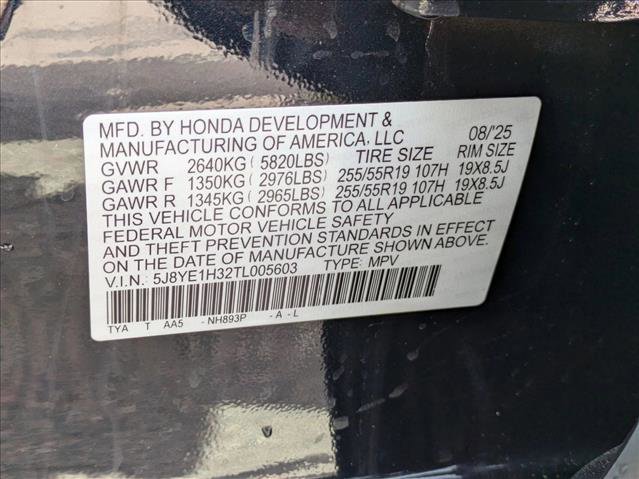 MFD. BY HONDA DEVELOPMENT &
MANUFACTURING OF AMERICA, LLC 08/'25
GVWR 2640KG ( 5820LBS) TIRE SIZE RIM SIZE
GAWR F 1350KG ( 2976LBS) 255/55R19 107H 19X8.5J
GAWR R 1345KG ( 2965LBS) 255/55R19 107H 19X8.5J
THIS VEHICLE CONFORMS TO ALL APPLICABLE
FEDERAL MOTOR VEHICLE SAFETY
AND THEFT PREVENTION STANDARDS IN EFFECT
ON THE DATE OF MANUFACTURE SHOWN ABOVE.
V.I.N.: 5J8YE1H32TL005603 TYPE: MPV
TYA T AA5 - NH893P - A - L